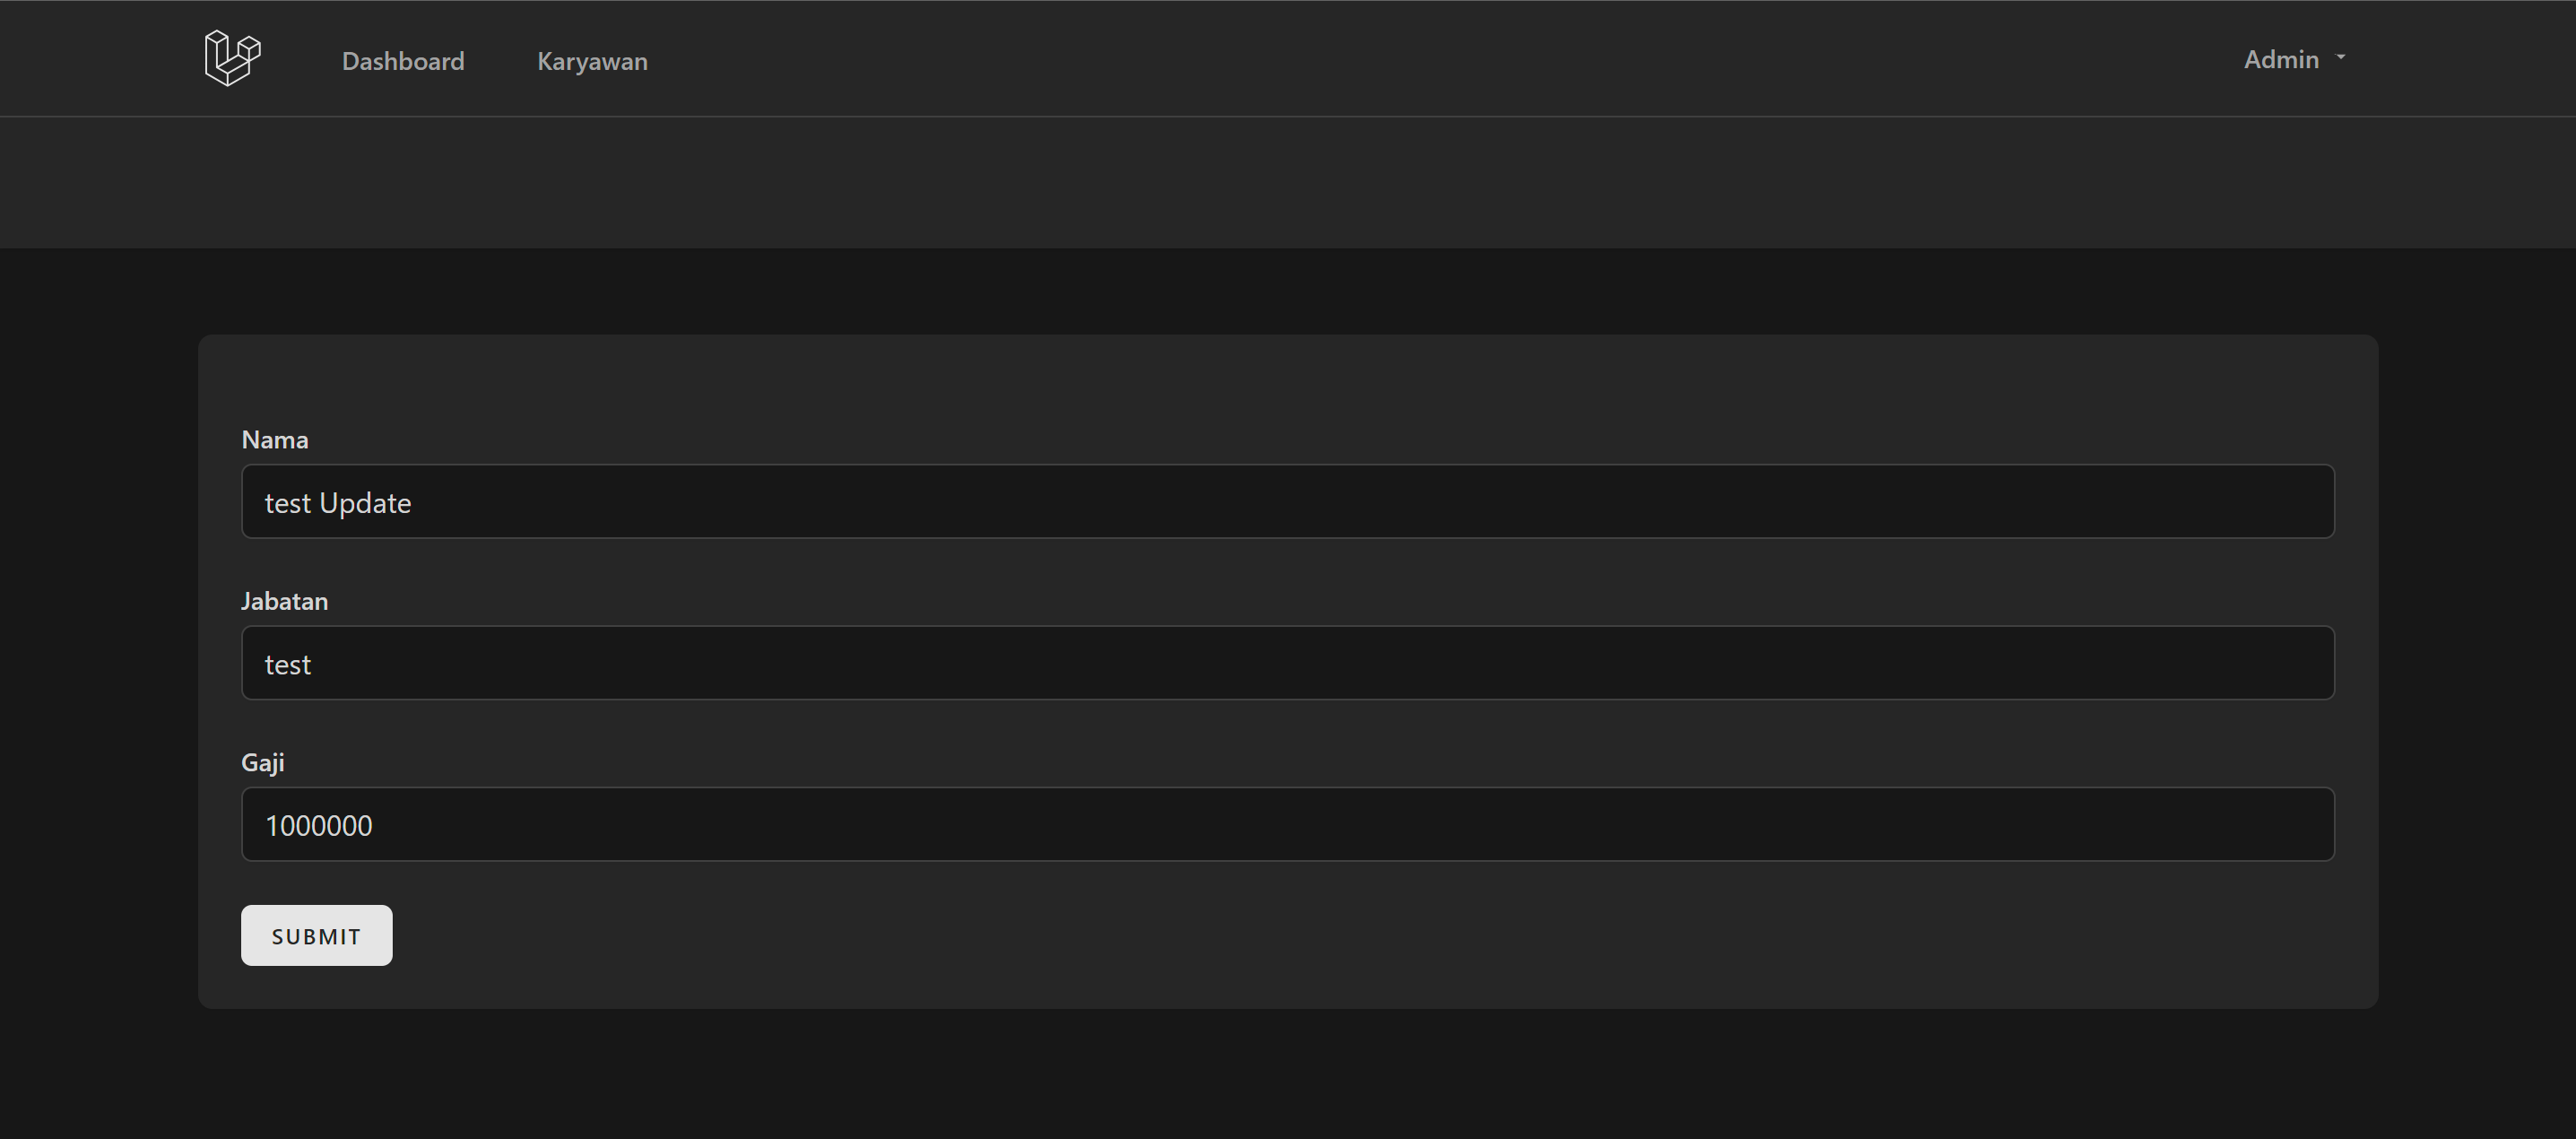 Dashboard Karyawan Admin
Nama
test Update
Jabatan
test
Gaji
1000000
SUBMIT